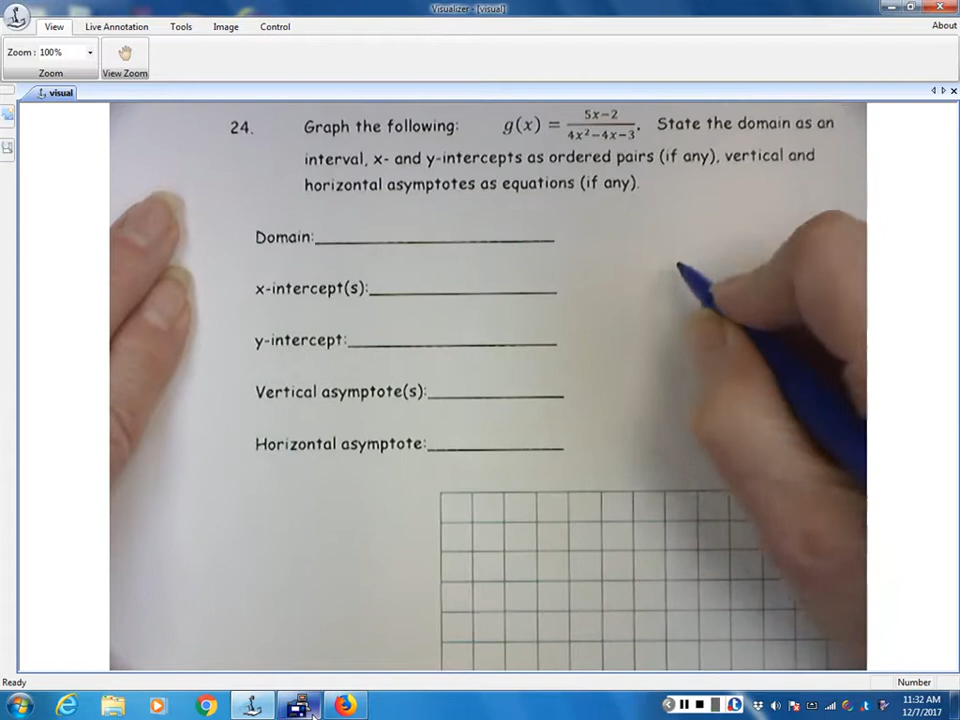 Visualizer - [visual]
View Live Annotation Tools Image Control About
Zoom : 100%
Zoom View Zoom
visual
24. Graph the following: g(x) = \frac{5x-2}{4x^2-4x-3}. State the domain as an
interval, x- and y-intercepts as ordered pairs (if any), vertical and
horizontal asymptotes as equations (if any).
Domain:
x-intercept(s):
y-intercept:
Vertical asymptote(s):
Horizontal asymptote:
Ready Number
11:32 AM
12/7/2017